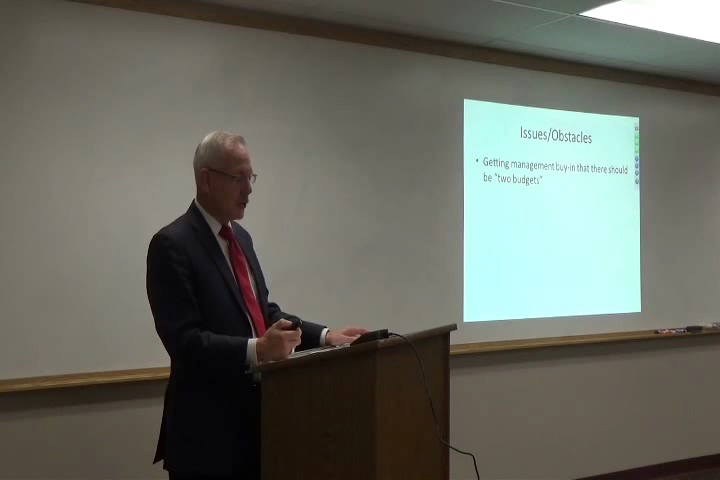 Issues/Obstacles
• Getting management buy-in that there should
be "two budgets"